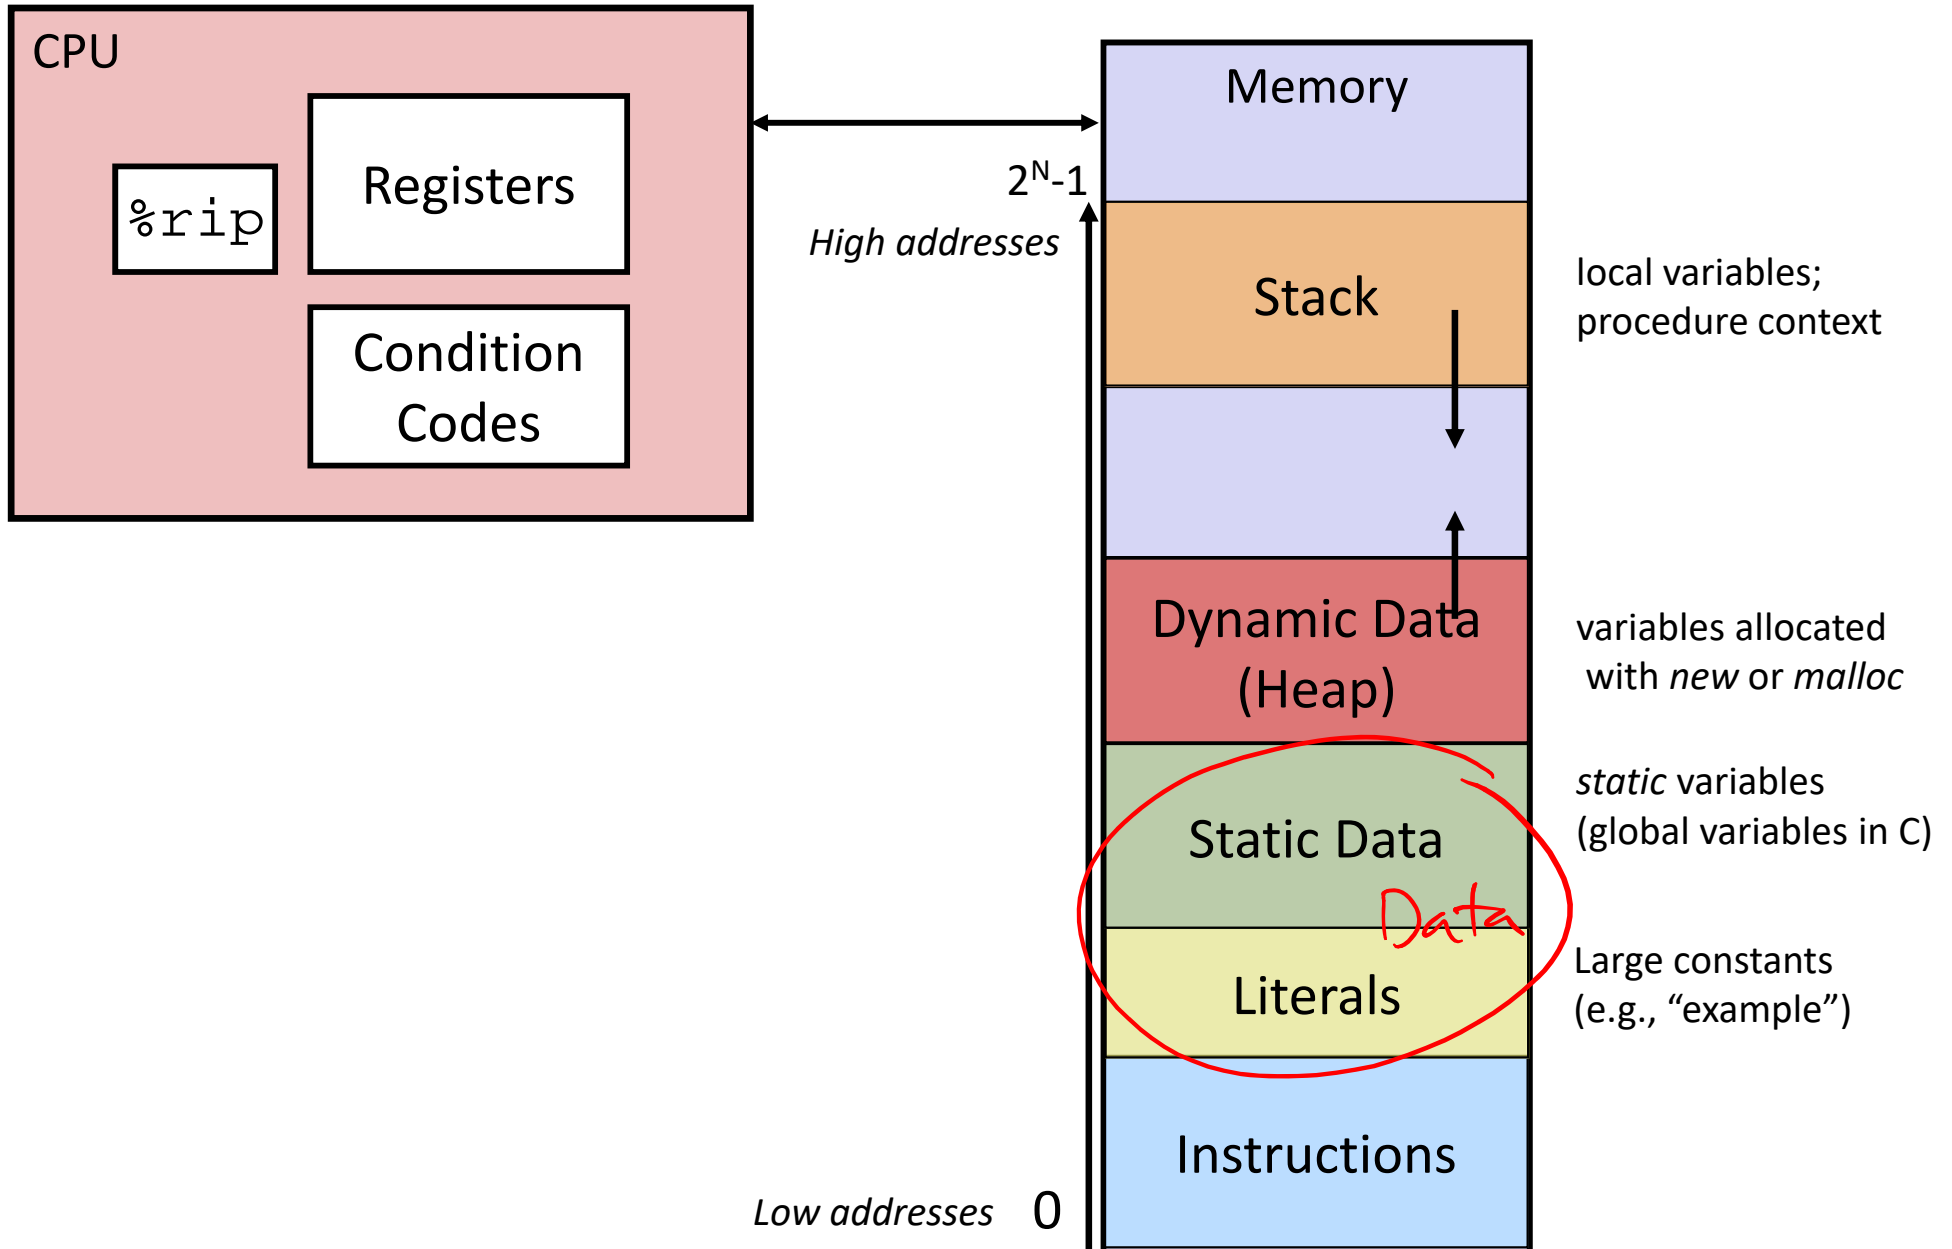 CPU
%rip
Registers
Condition
Codes
Memory
2ᴺ-1
High addresses
Stack
local variables;
procedure context
Dynamic Data
(Heap)
variables allocated
with new or malloc
Static Data
static variables
(global variables in C)
Data
Literals
Large constants
(e.g., “example”)
Instructions
Low addresses 0